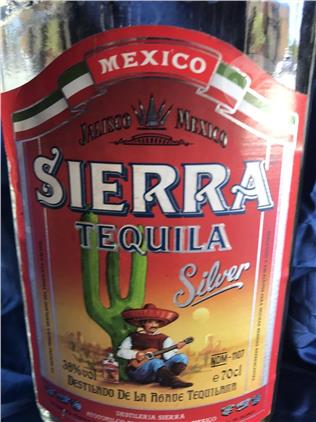 MEXICO
JALISCO MEXICO
SIERRA
TEQUILA
Silver
38%vol
NOM-1107
e 70cl
DESTILADO DE LA AGAVE TEQUILANA
DESTILERIA SIERRA